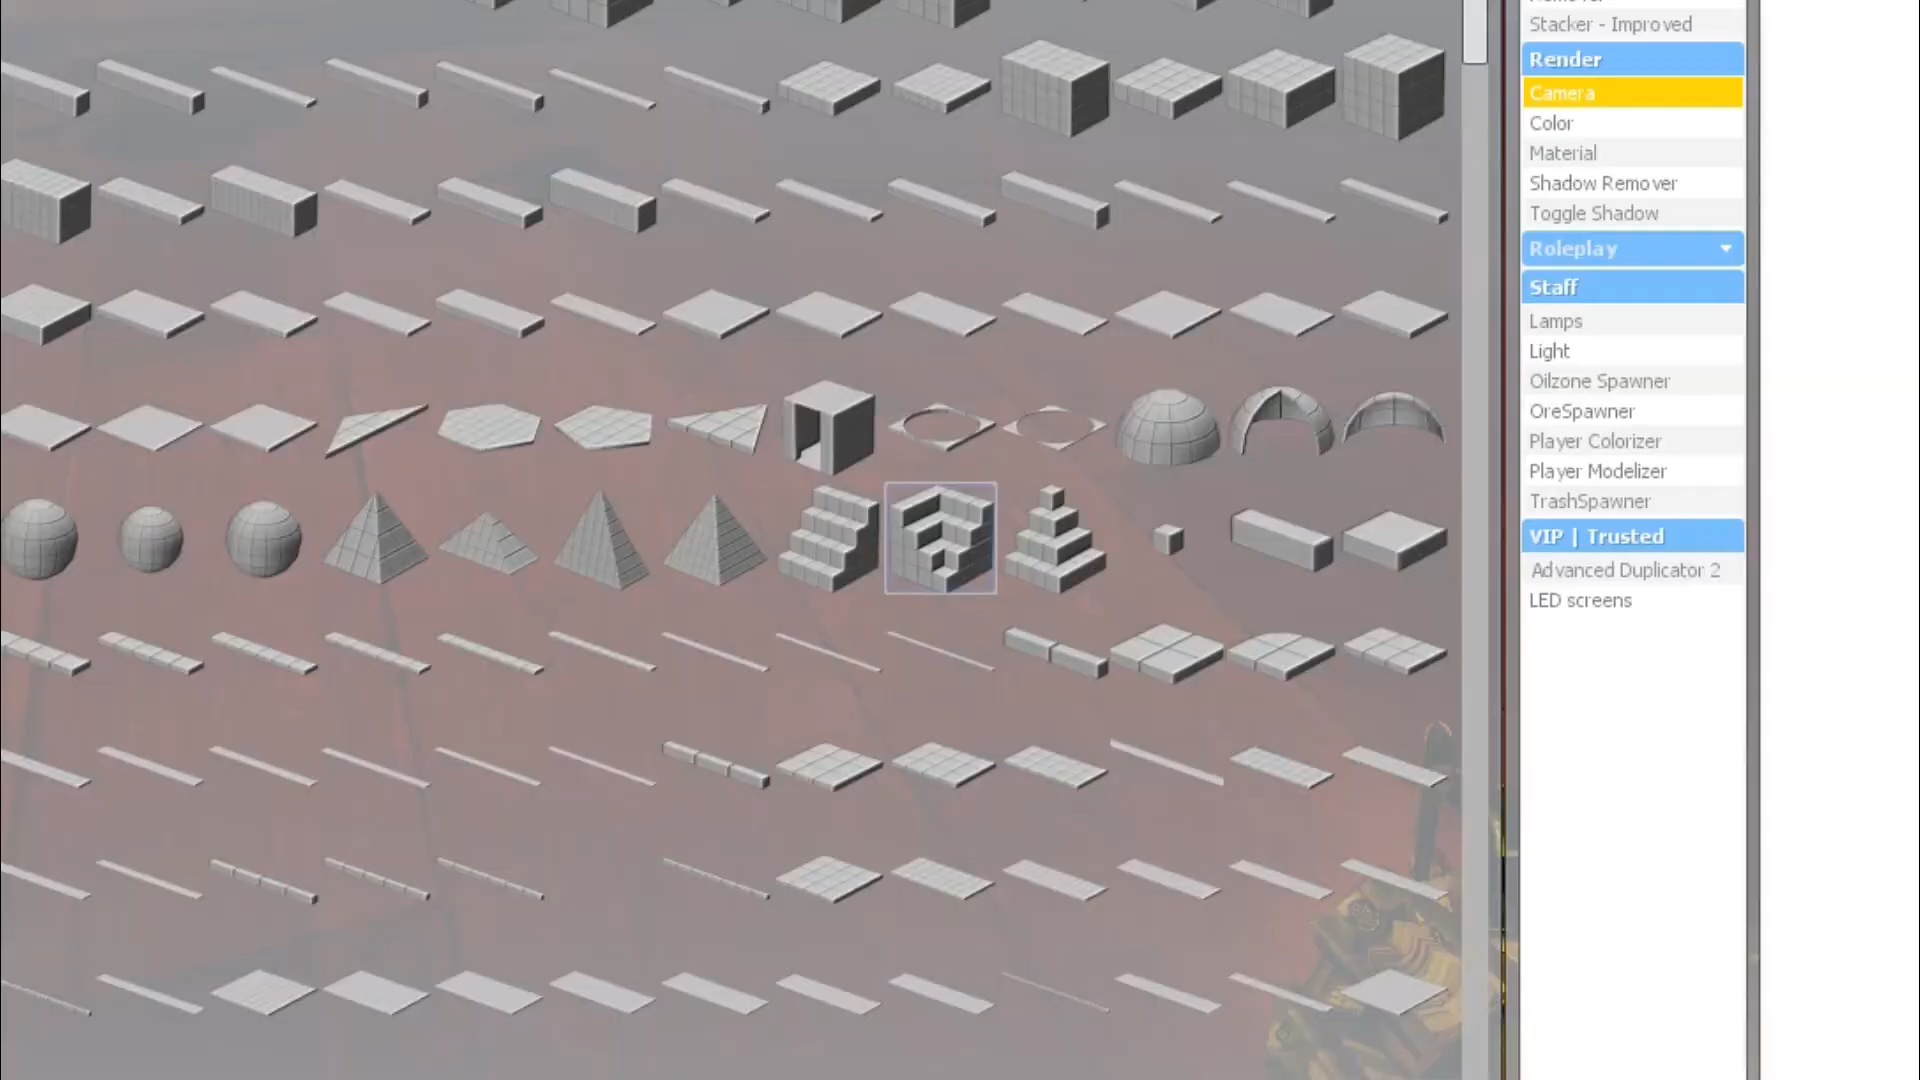 Stacker - Improved
Render
Camera
Color
Material
Shadow Remover
Toggle Shadow
Roleplay
Staff
Lamps
Light
Oilzone Spawner
OreSpawner
Player Colorizer
Player Modelizer
TrashSpawner
VIP | Trusted
Advanced Duplicator 2
LED screens